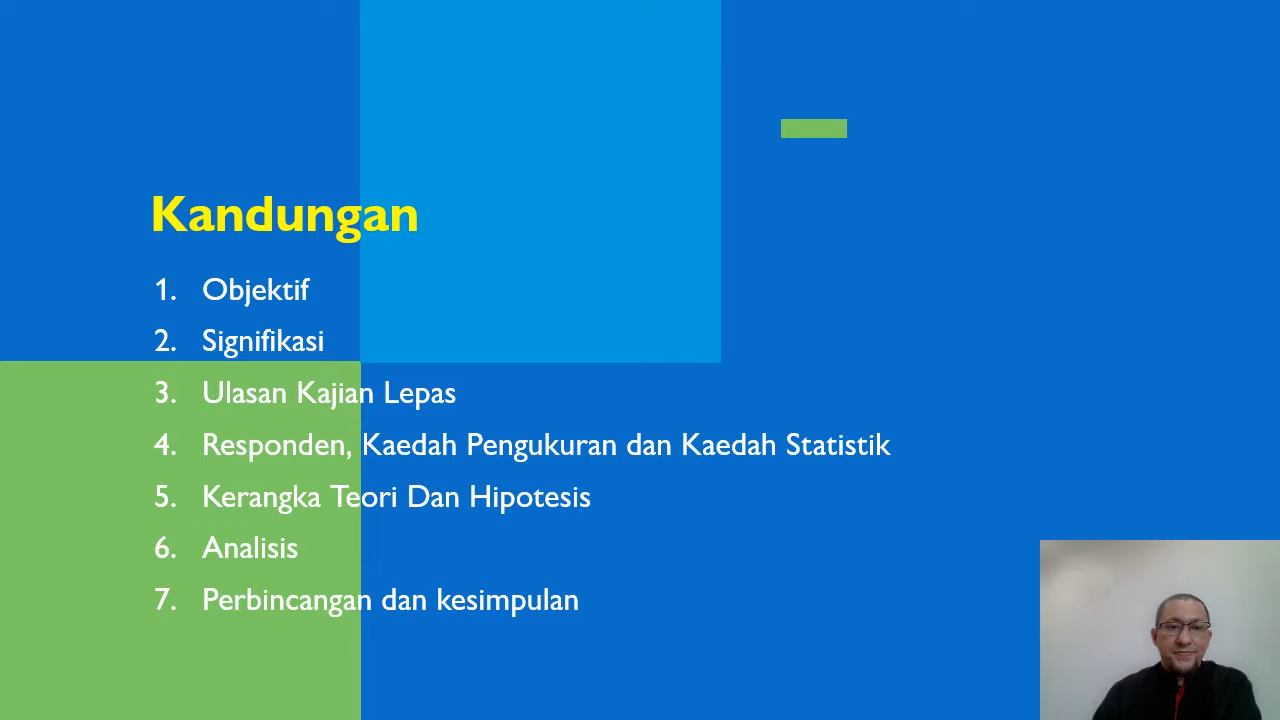 Kandungan
1. Objektif
2. Signifikasi
3. Ulasan Kajian Lepas
4. Responden, Kaedah Pengukuran dan Kaedah Statistik
5. Kerangka Teori Dan Hipotesis
6. Analisis
7. Perbincangan dan kesimpulan